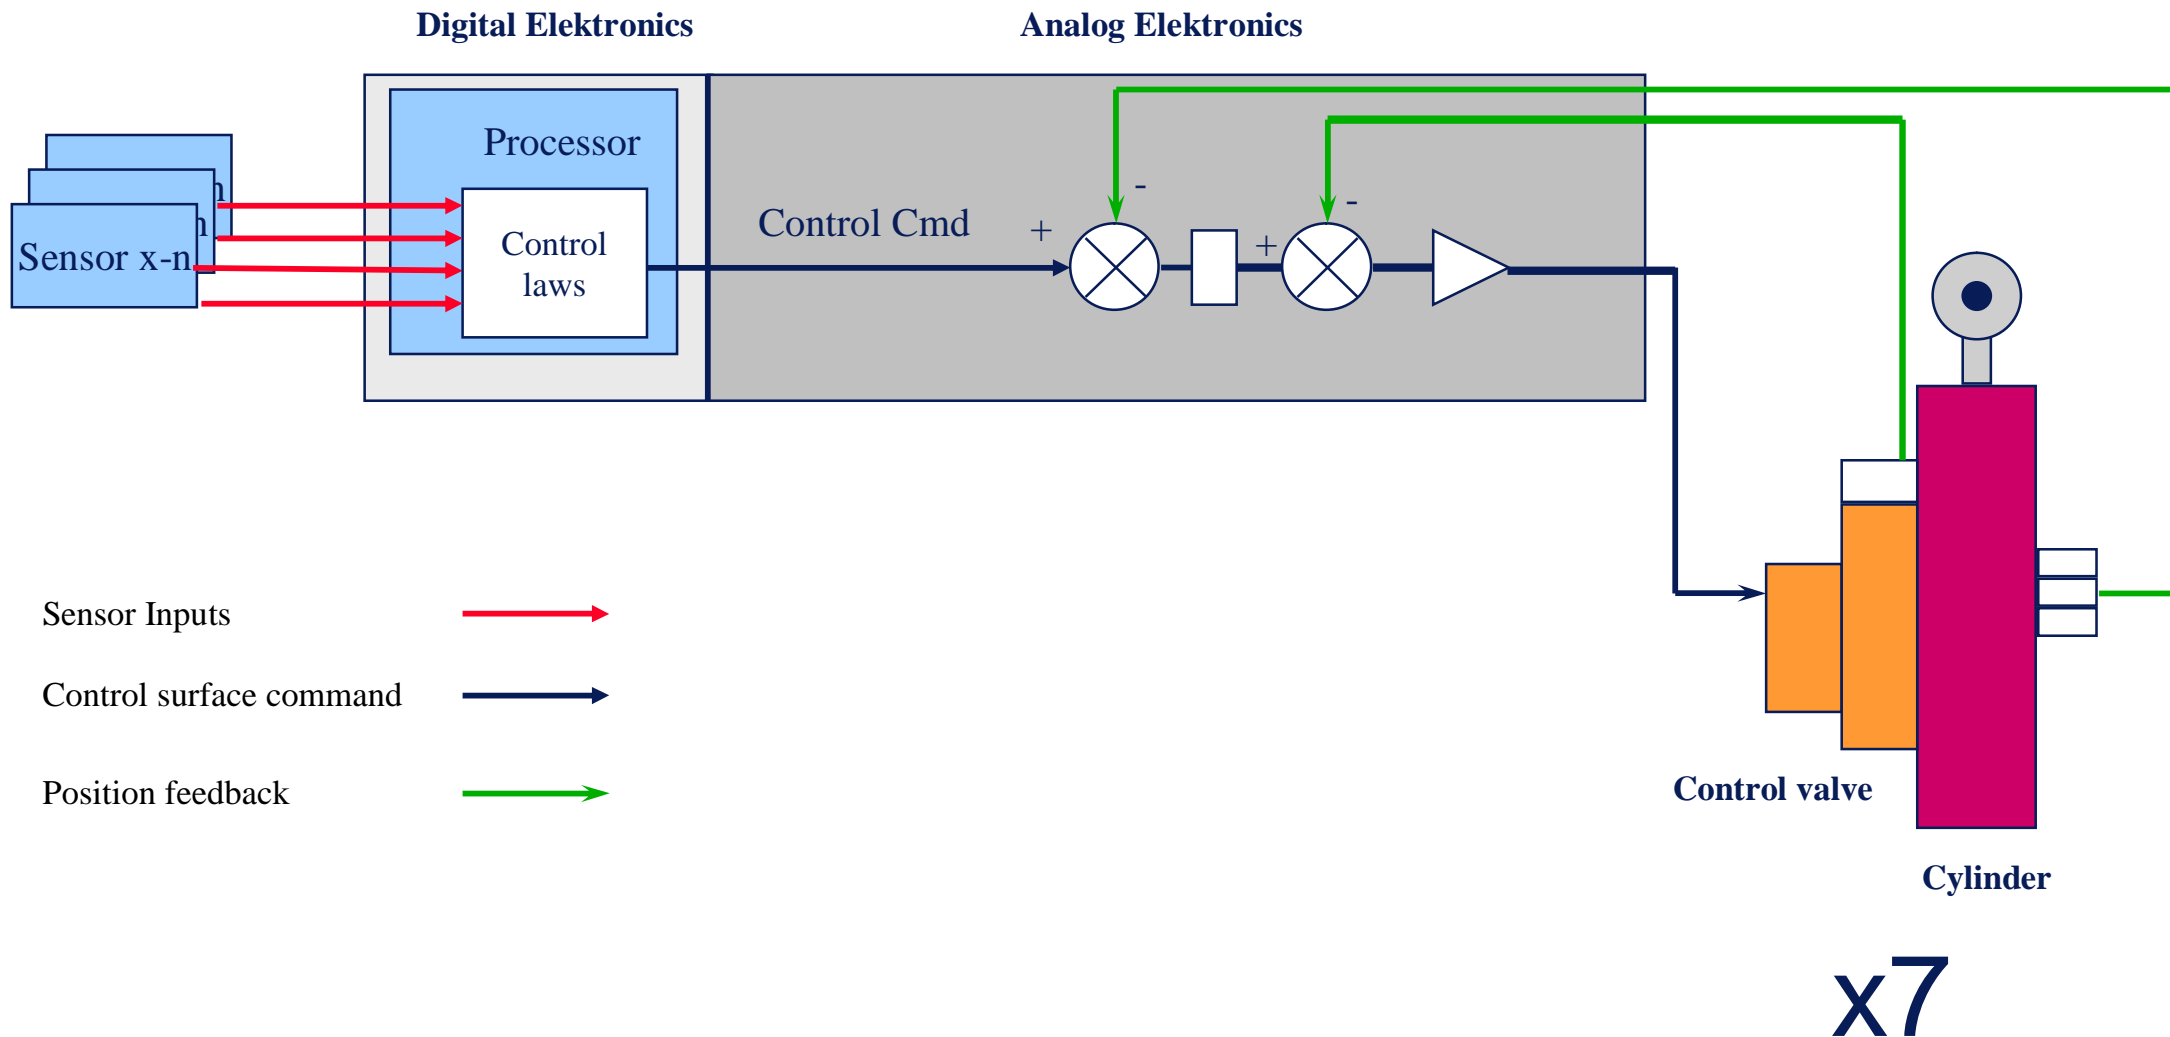 Digital Elektronics
Analog Elektronics
Processor
n
n
Sensor x-n
Control
laws
Control Cmd
+
-
+
-
Sensor Inputs
Control surface command
Position feedback
Control valve
Cylinder
x7